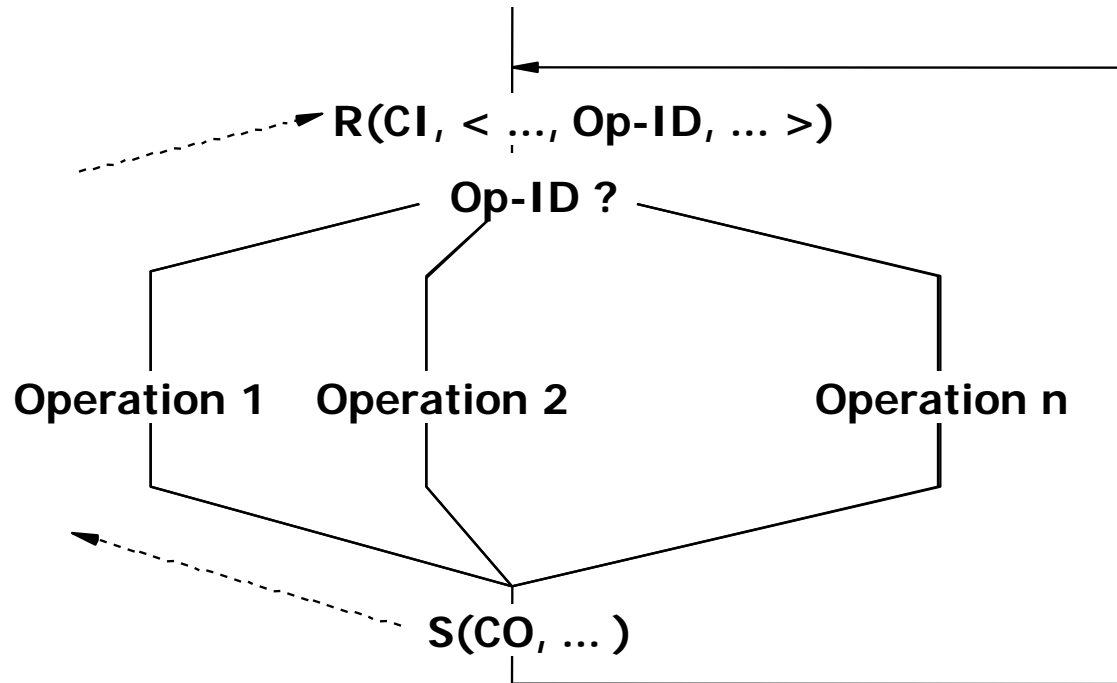 R(CI, < ..., Op-ID, ... >)
Op-ID ?
Operation 1 Operation 2 Operation n
S(CO, ... )